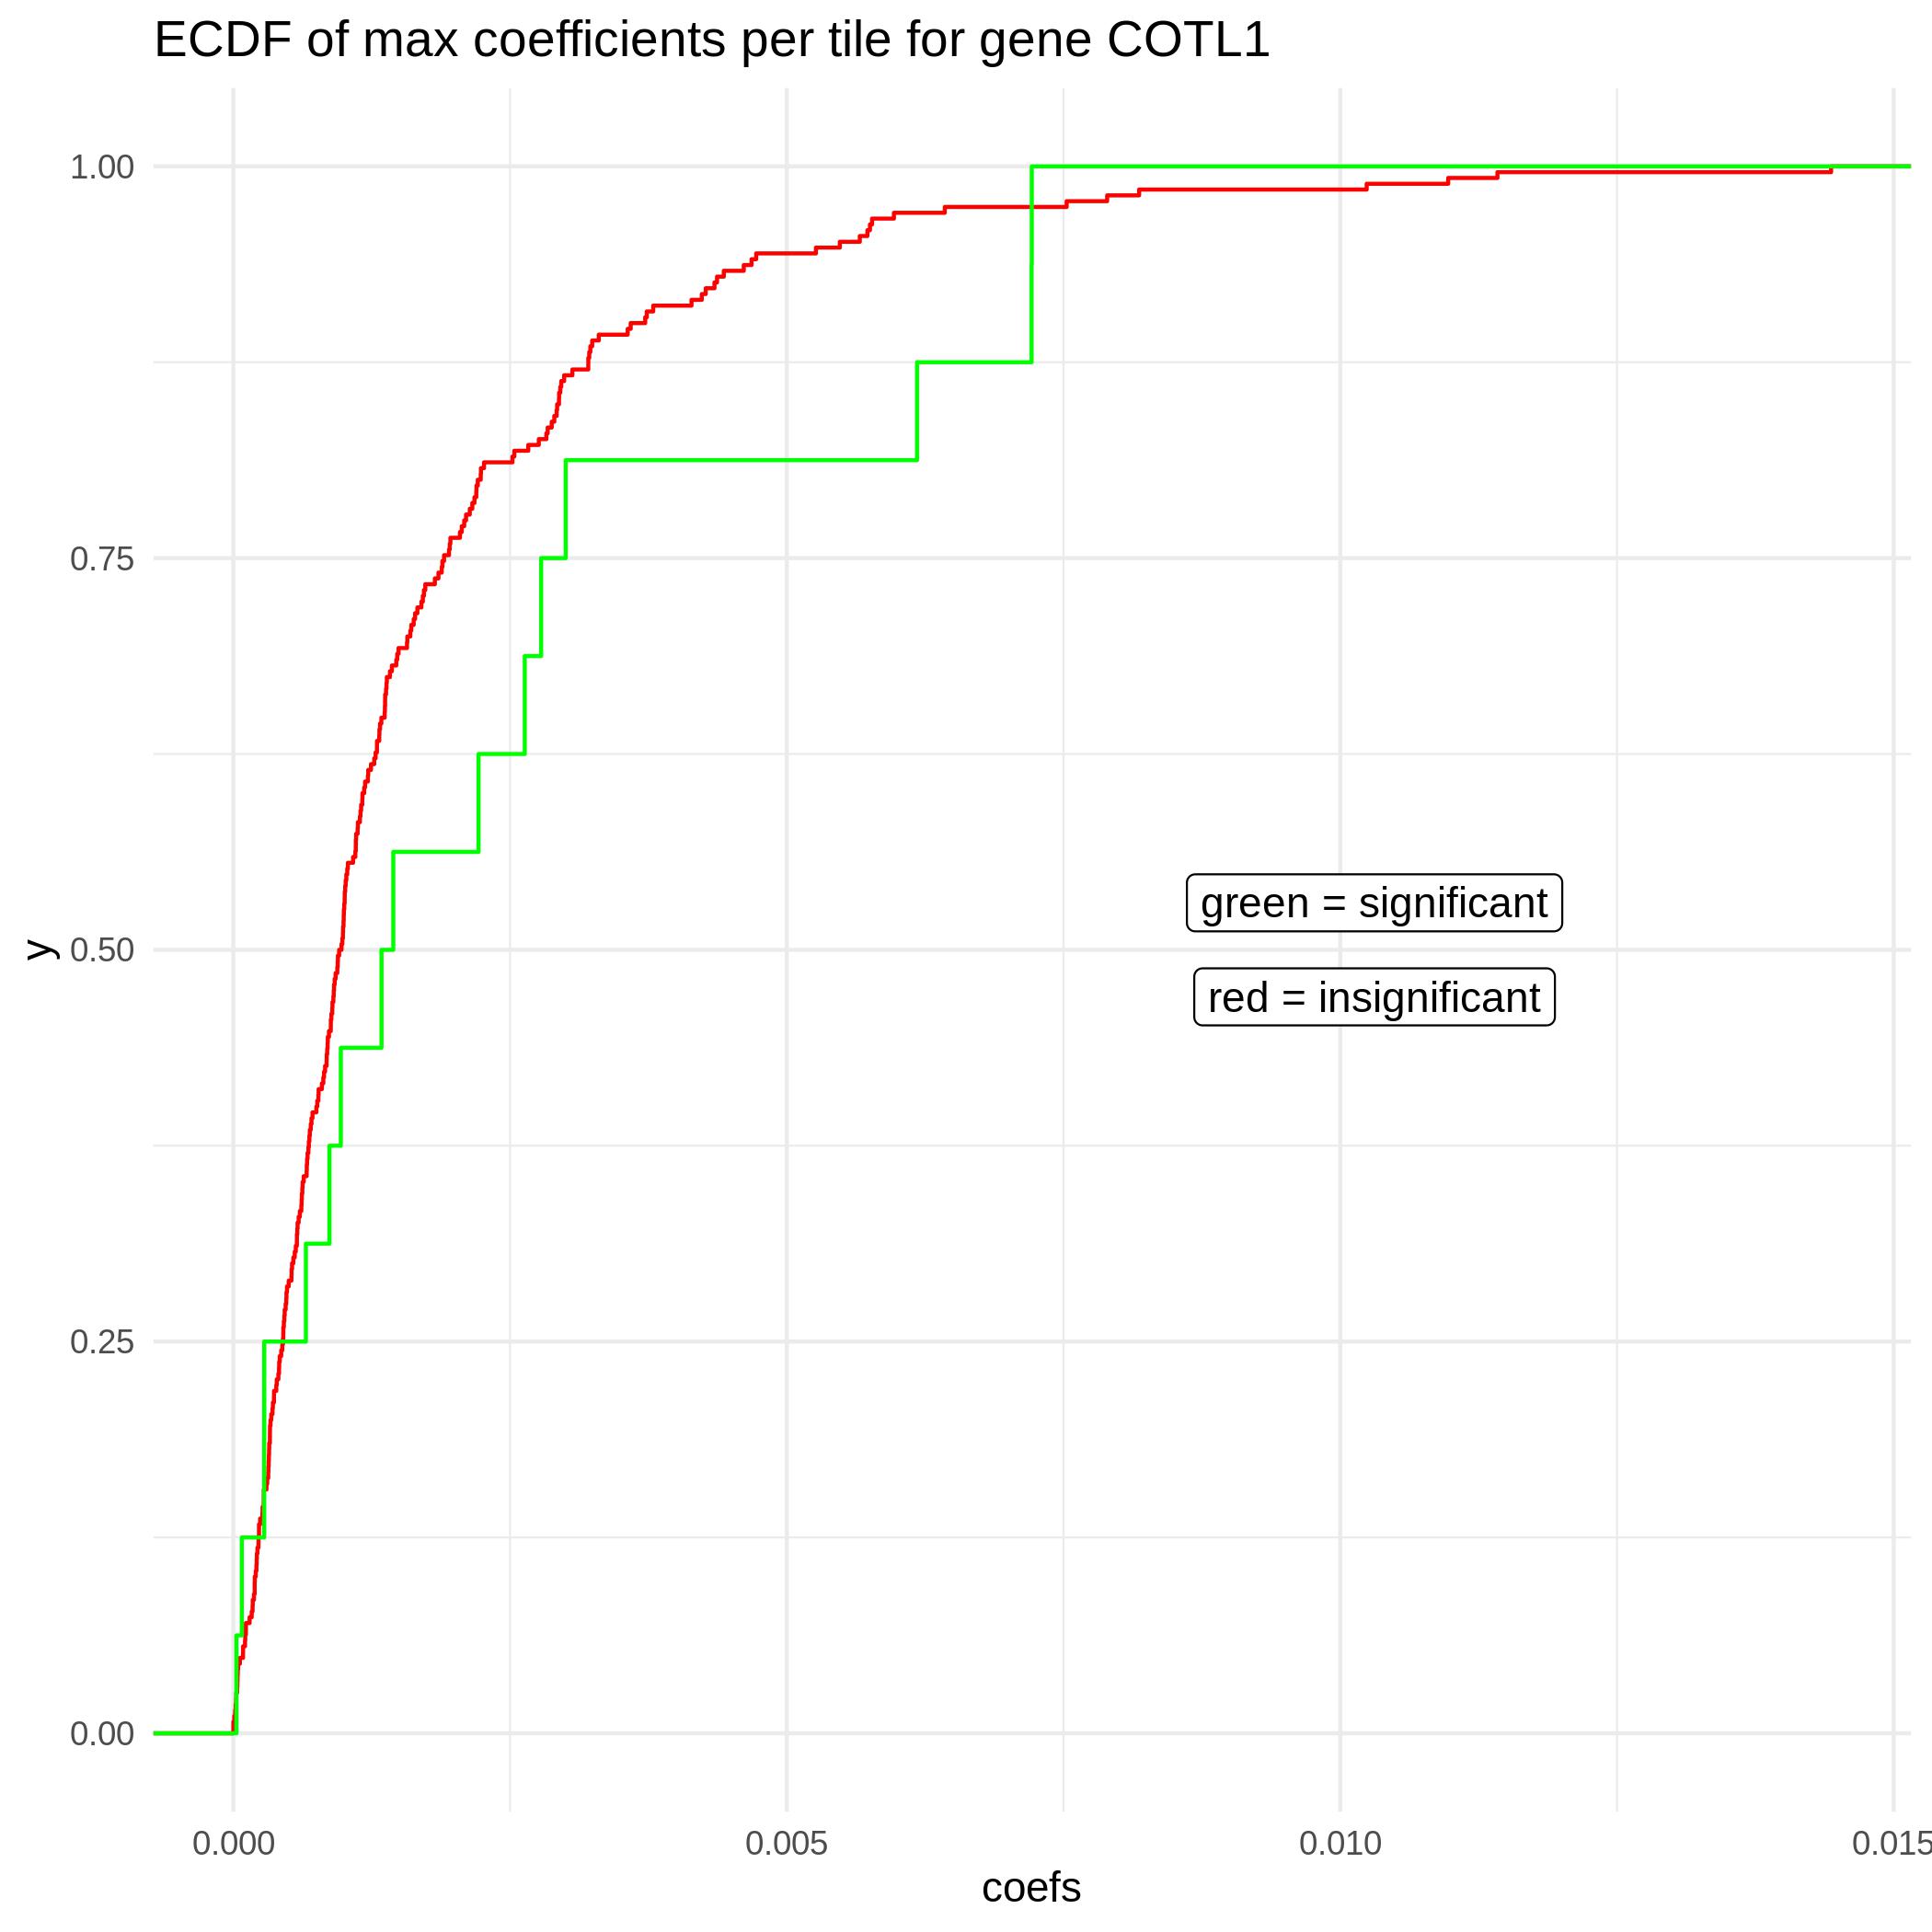 ECDF of max coefficients per tile for gene COTL1
1.00
0.75
0.50
0.25
0.00
y
green = significant
red = insignificant
0.000 0.005 0.010 0.015
coefs